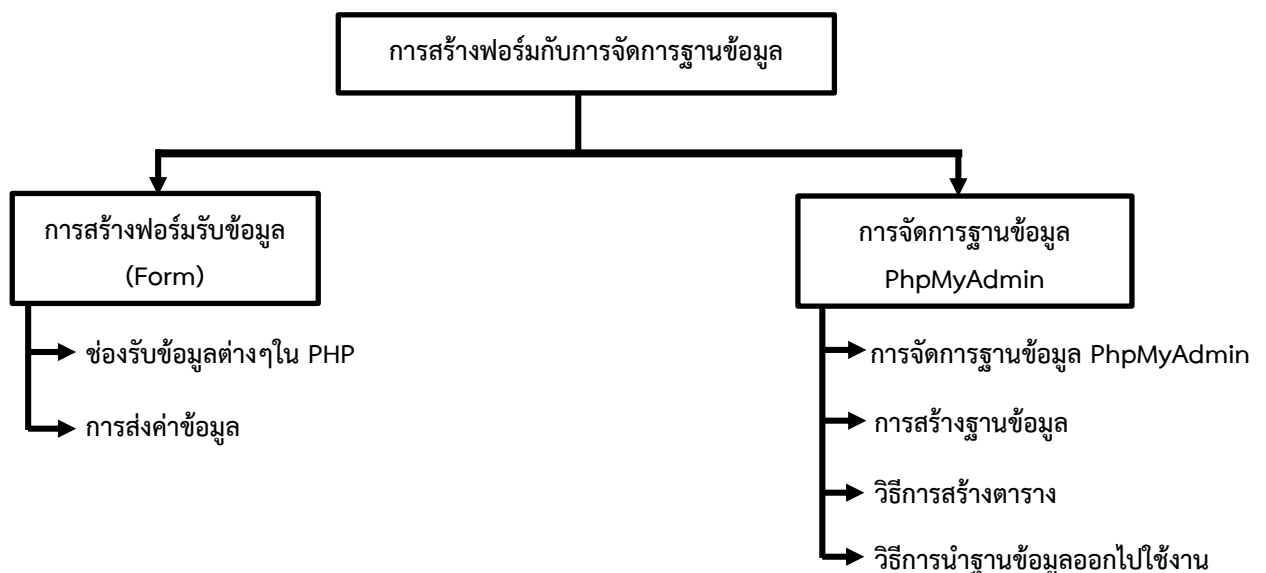 การสร้างฟอร์มกับการจัดการฐานข้อมูล
การสร้างฟอร์มรับข้อมูล
(Form)
ช่องรับข้อมูลต่างๆใน PHP
การส่งค่าข้อมูล
การจัดการฐานข้อมูล
PhpMyAdmin
การจัดการฐานข้อมูล PhpMyAdmin
การสร้างฐานข้อมูล
วิธีการสร้างตาราง
วิธีการนำฐานข้อมูลออกไปใช้งาน